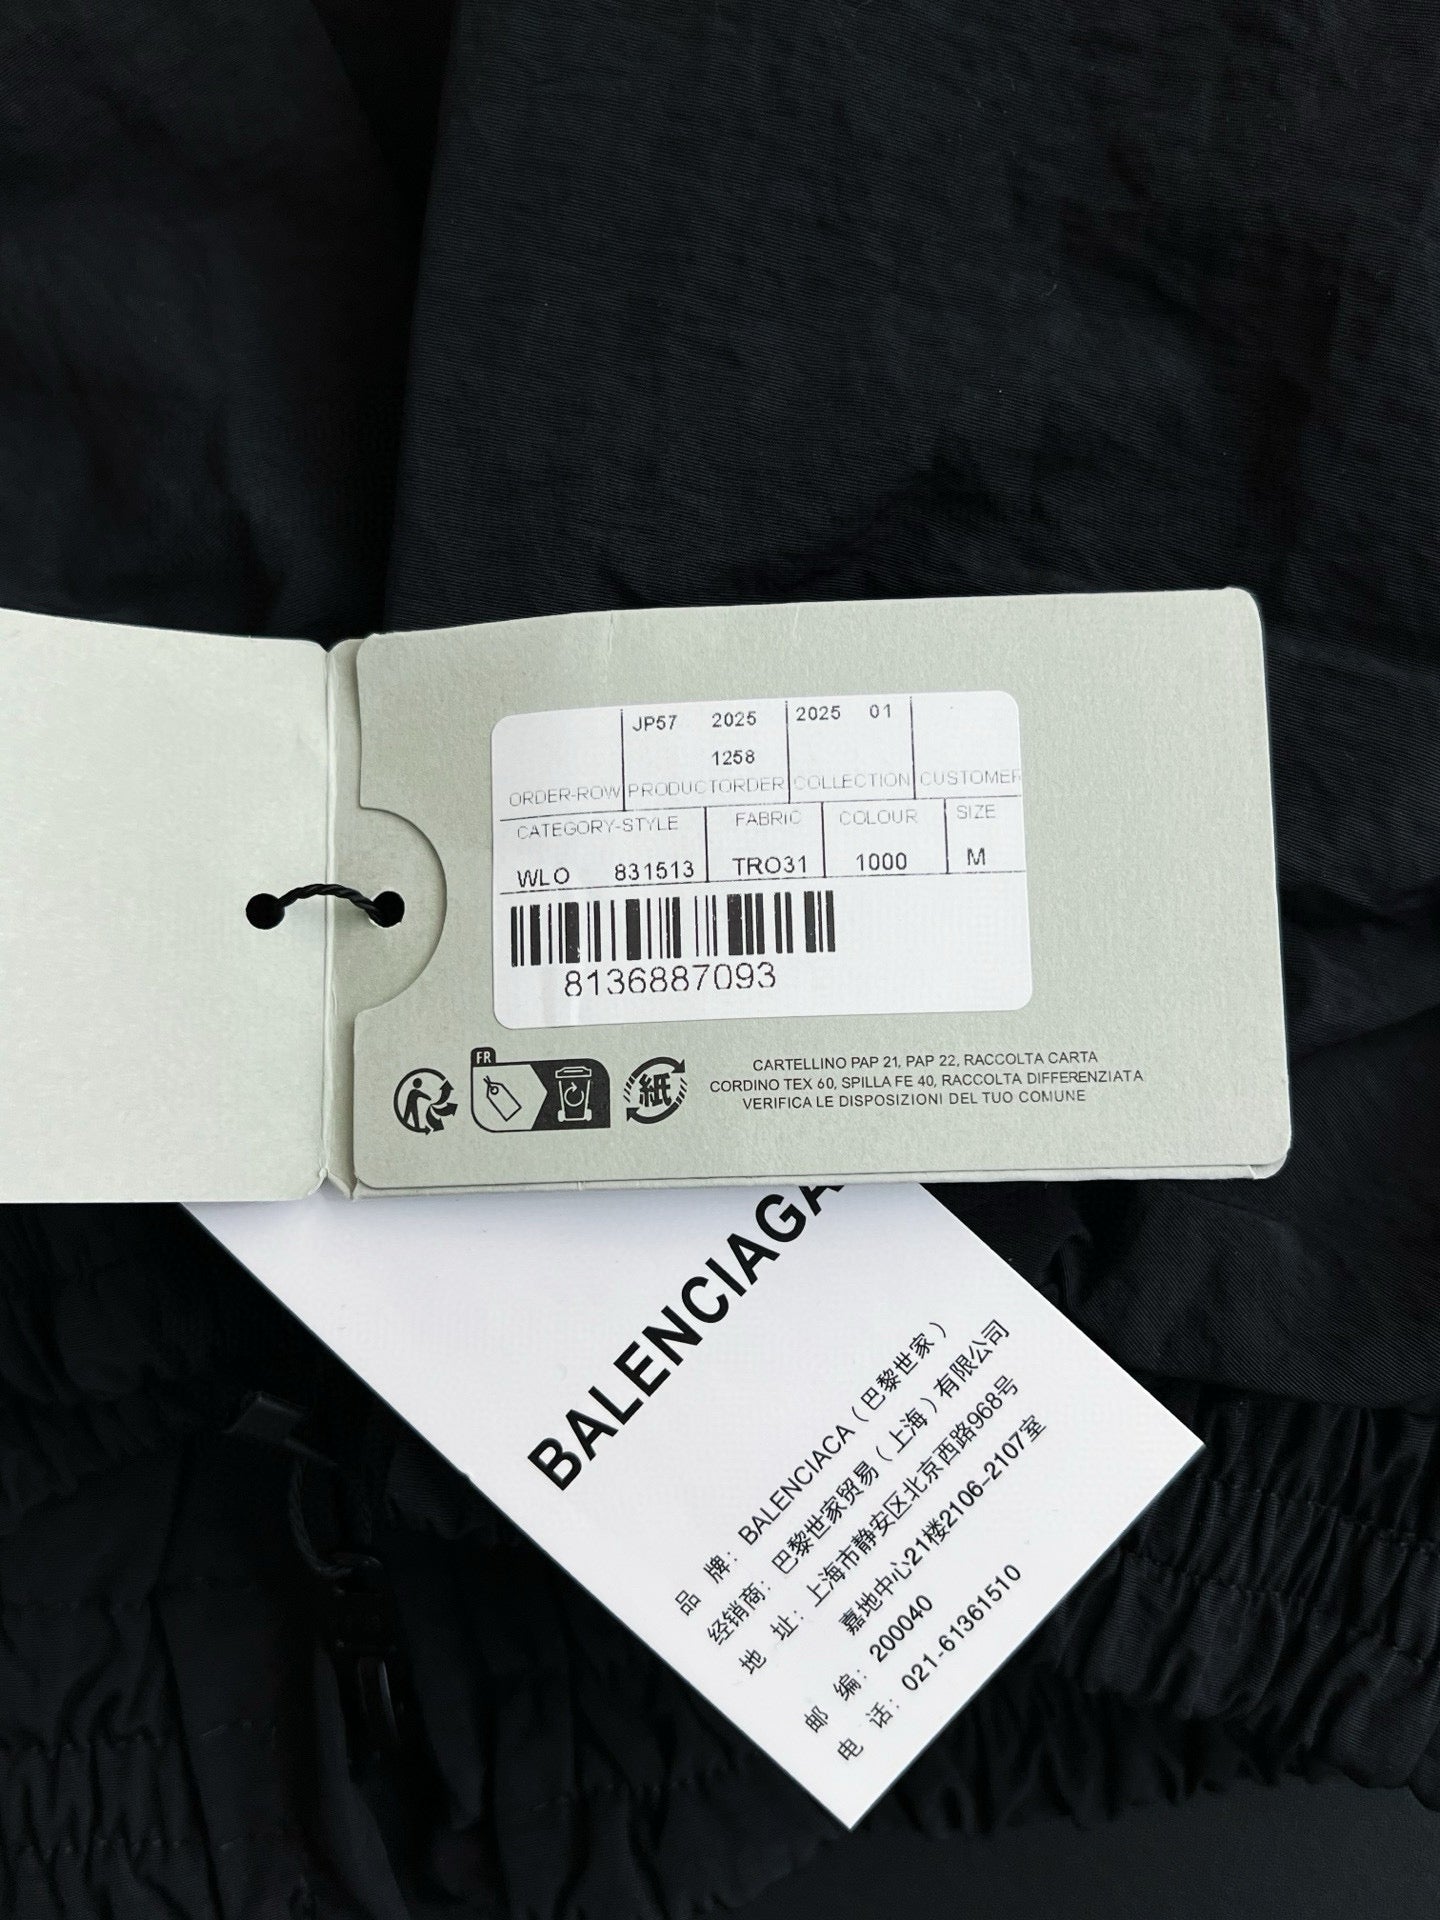 JP57 2025 2025 01
1258
ORDER-ROW PRODUCTORDER COLLECTION CUSTOMER
CATEGORY-STYLE FABRIC COLOUR SIZE
WLO 831513 TRO31 1000 M
8136887093
FR
紙
CARTELLINO PAP 21, PAP 22, RACCOLTA CARTA
CORDINO TEX 60, SPILLA FE 40, RACCOLTA DIFFERENZIATA
VERIFICA LE DISPOSIZIONI DEL TUO COMUNE
BALENCIAGA
品 牌：BALENCIACA（巴黎世家）
经销商：巴黎世家贸易（上海）有限公司
地 址：上海市静安区北京西路968号
嘉地中心21楼2106-2107室
邮 编：200040
电 话：021-61361510